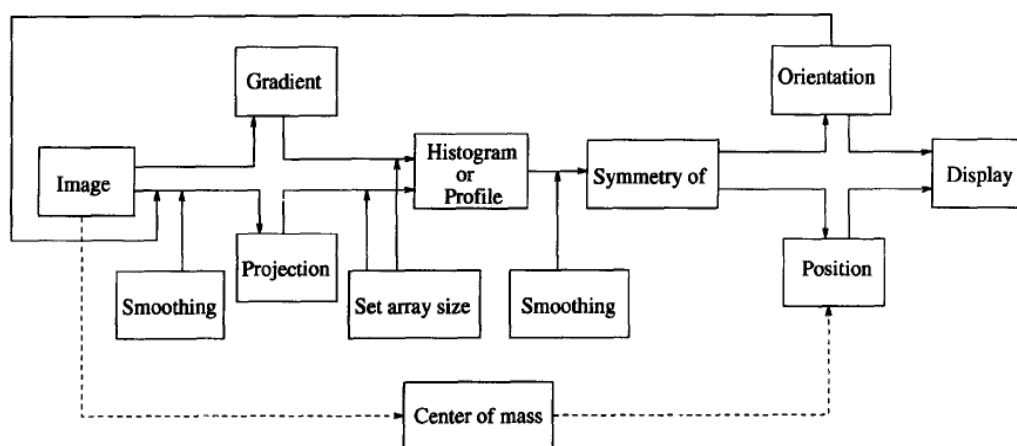 Gradient
Orientation
Image
Histogram
or
Profile
Symmetry of
Display
Projection
Position
Smoothing
Set array size
Smoothing
Center of mass